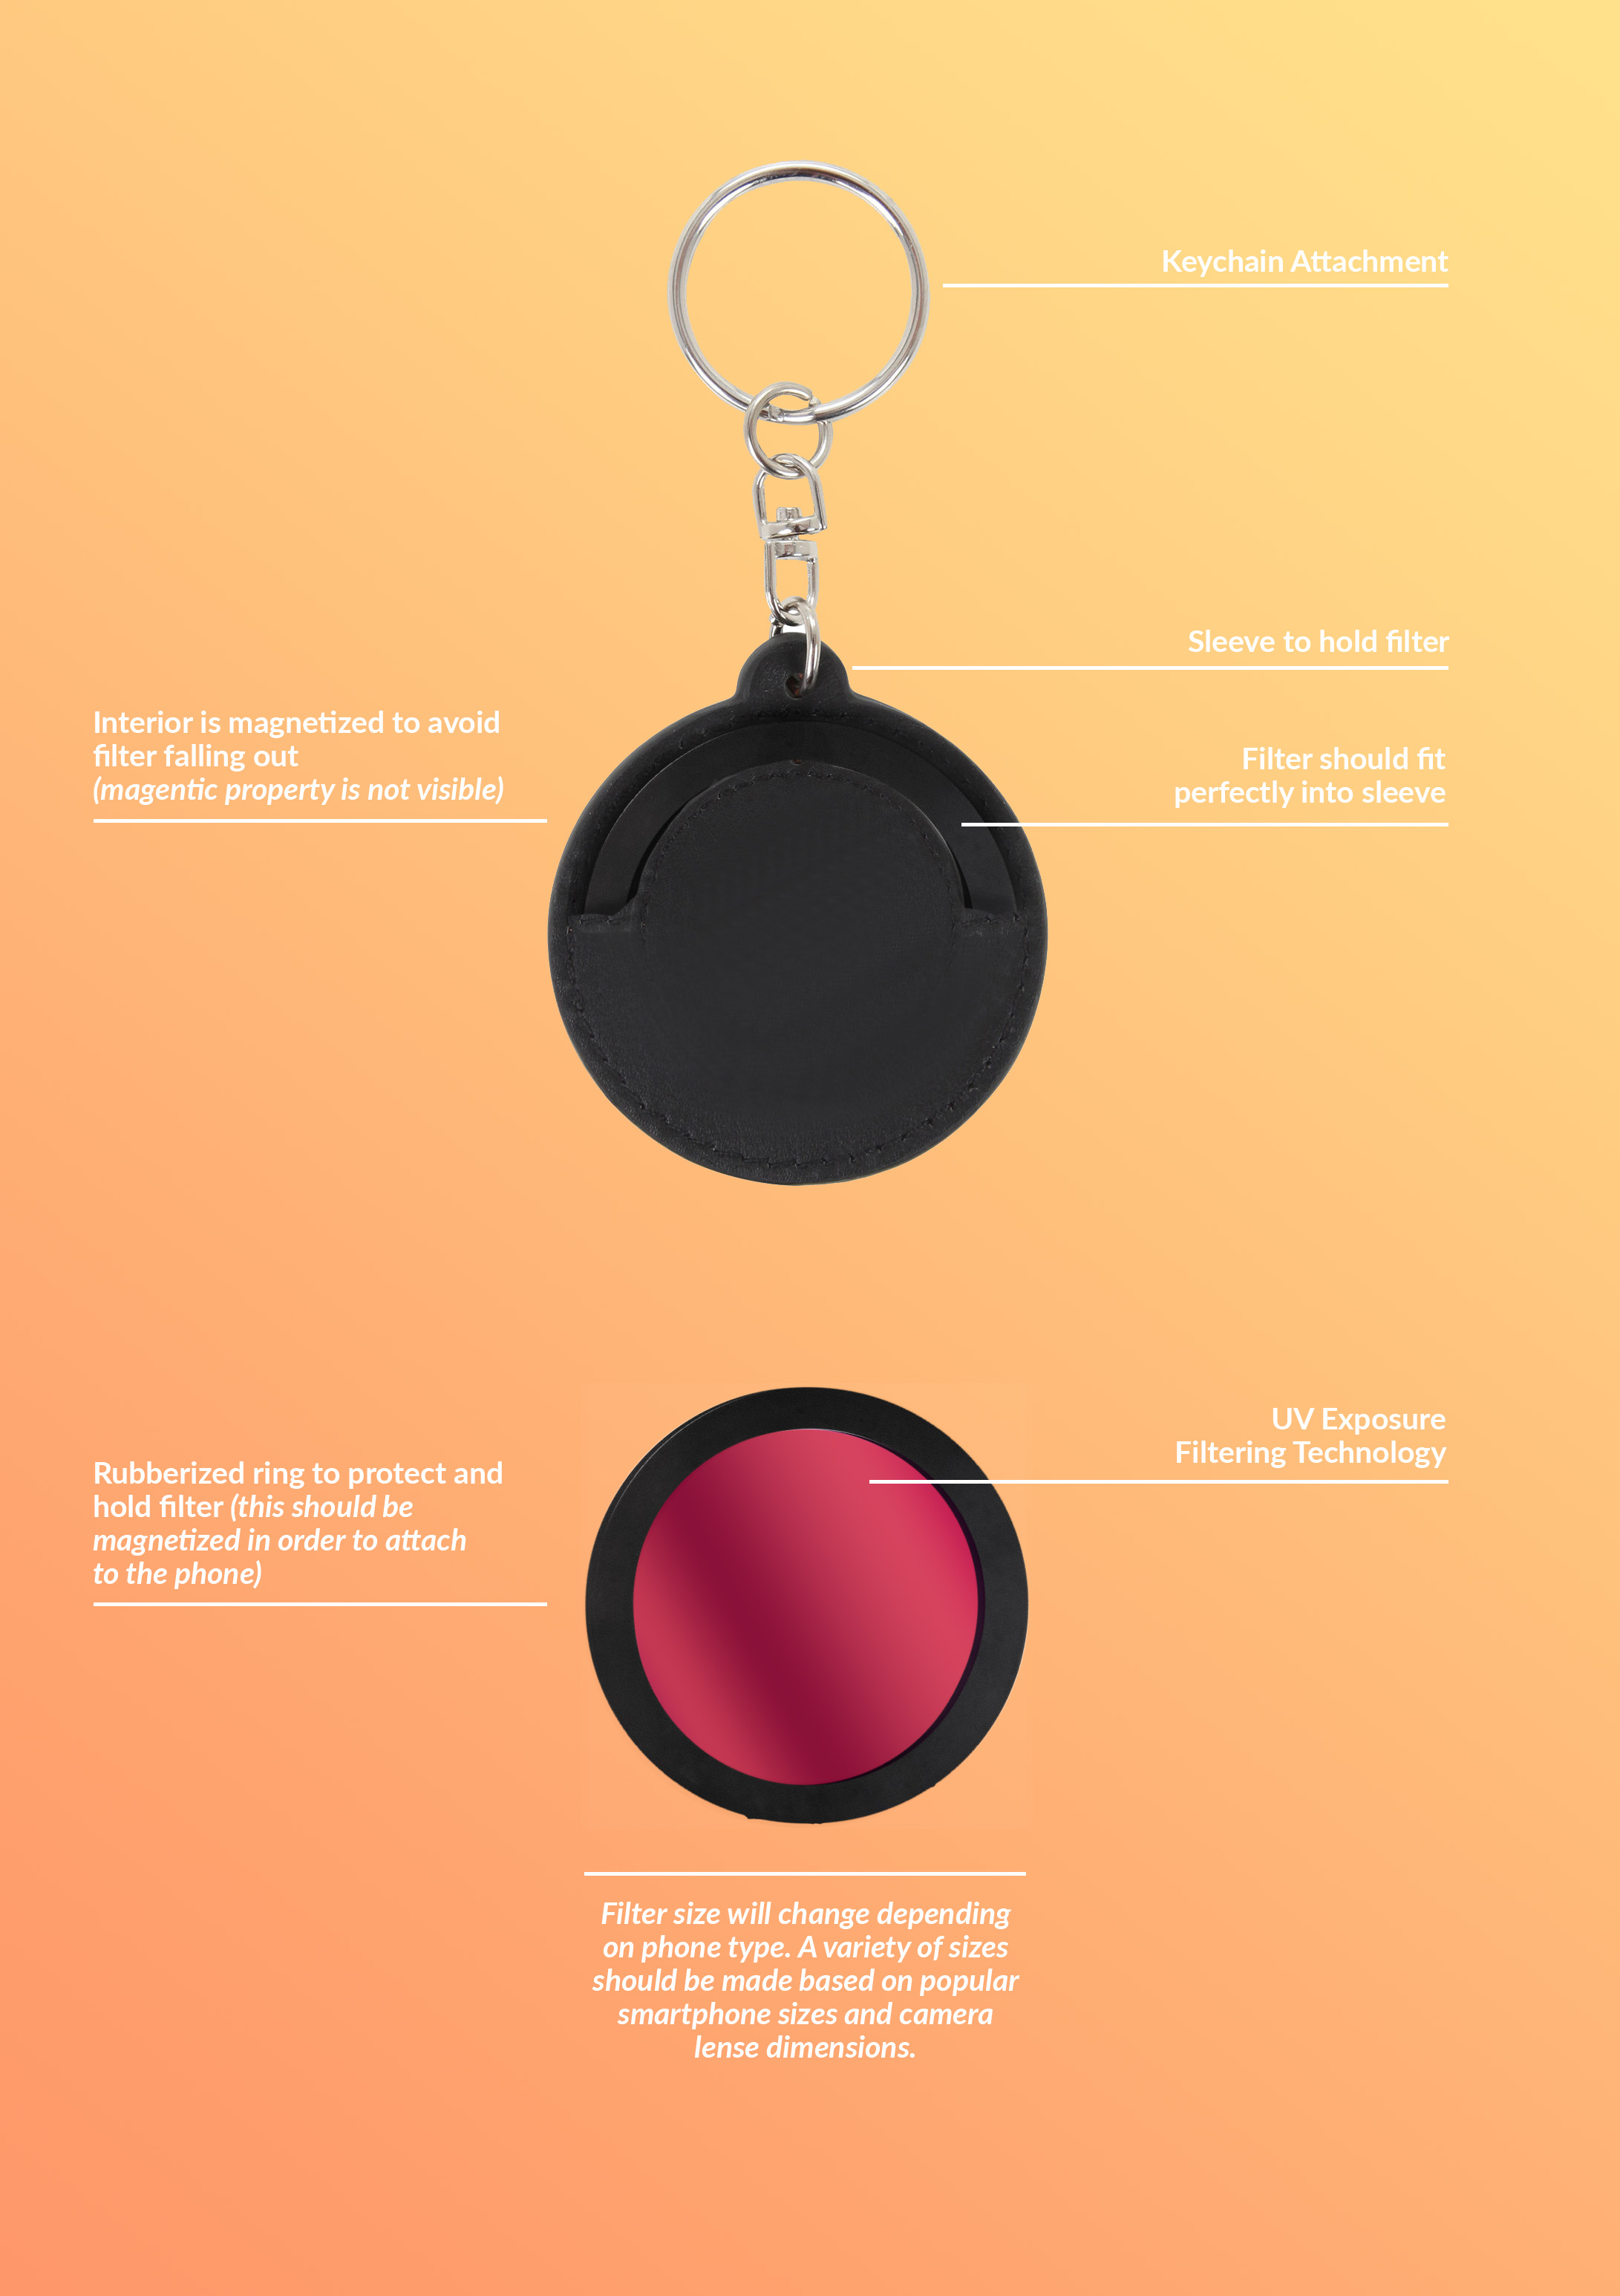 Keychain Attachment
Sleeve to hold filter
Interior is magnetized to avoid
filter falling out
(magentic property is not visible)
Filter should fit
perfectly into sleeve
UV Exposure
Filtering Technology
Rubberized ring to protect and
hold filter (this should be
magnetized in order to attach
to the phone)
Filter size will change depending
on phone type. A variety of sizes
should be made based on popular
smartphone sizes and camera
lense dimensions.